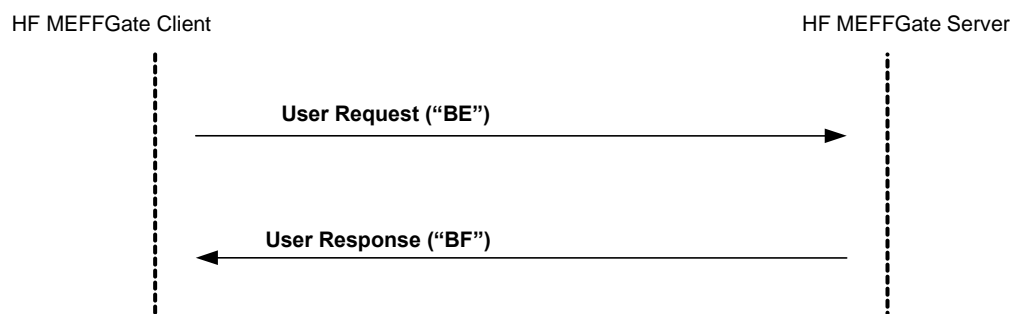 HF MEFFGate Client
HF MEFFGate Server
User Request (“BE”)
User Response (“BF”)